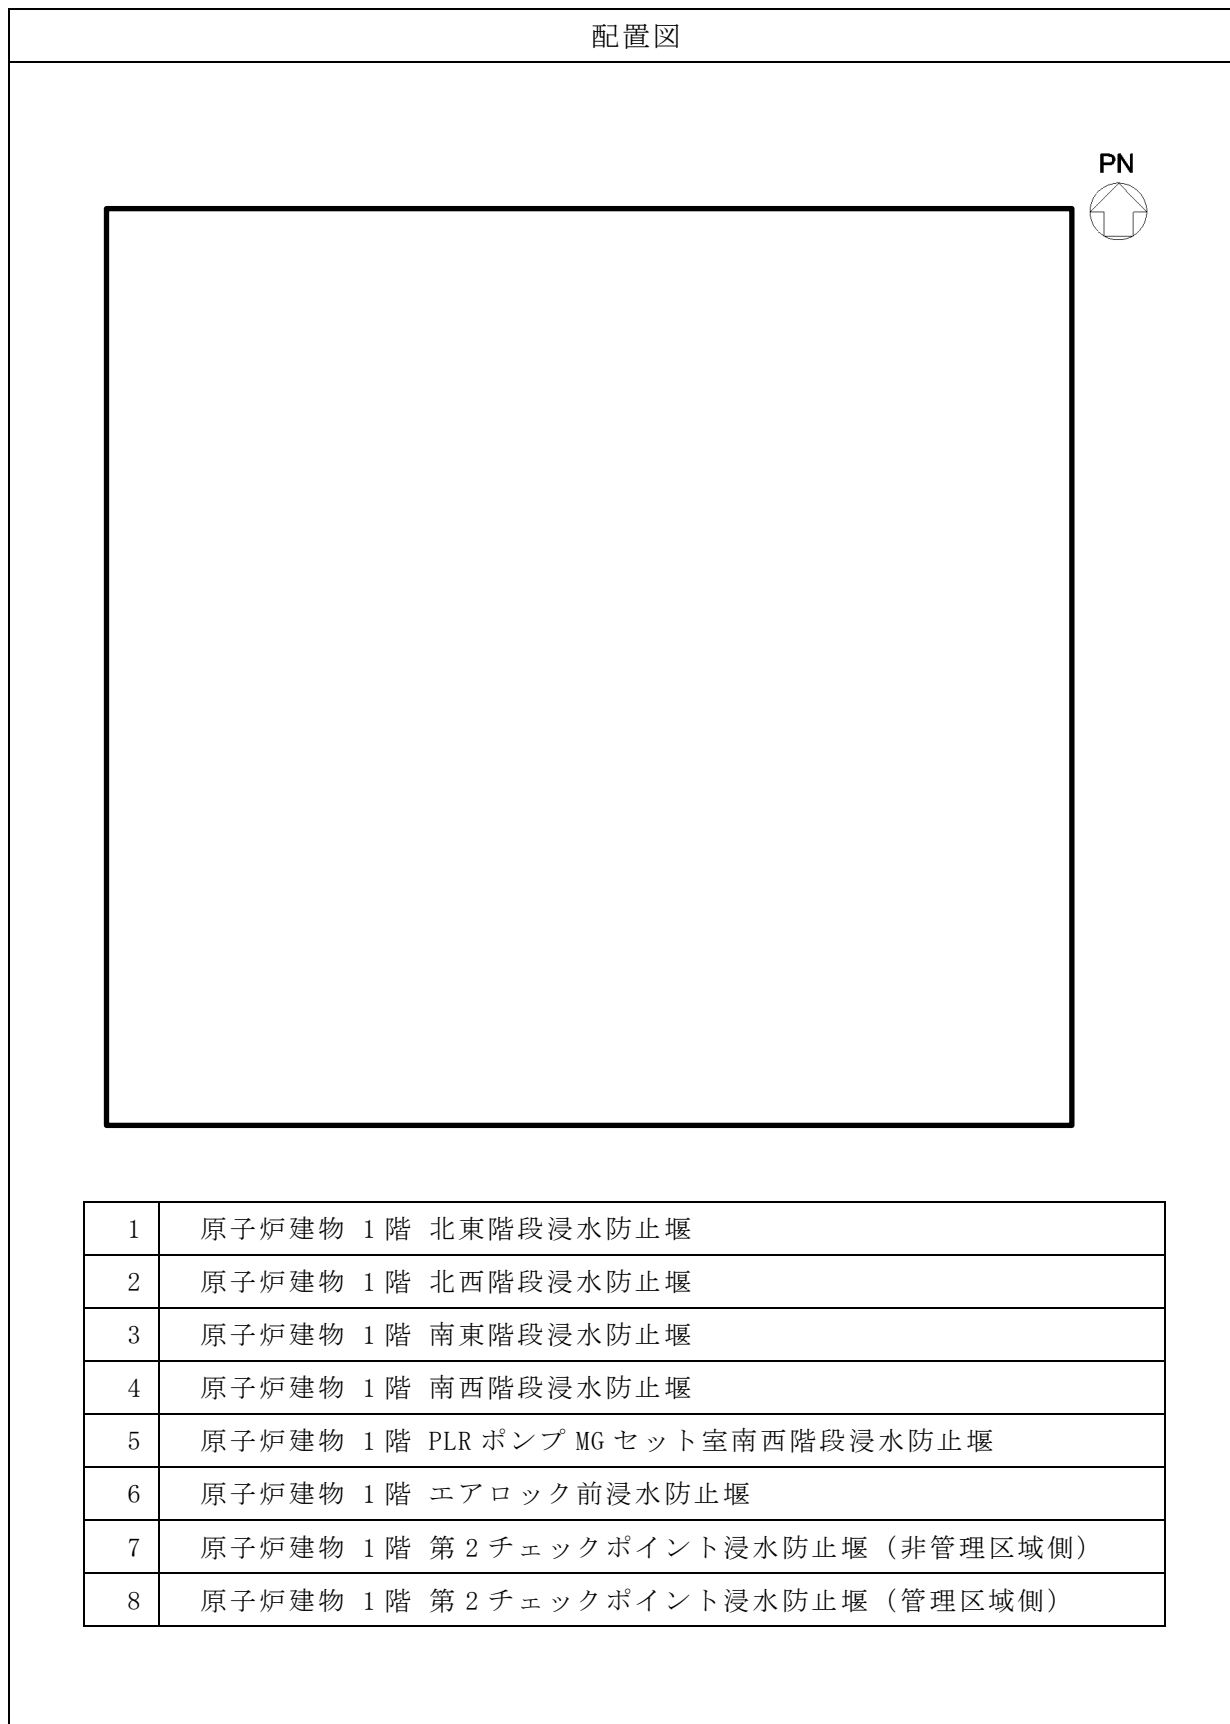 配置図
PN
1 原子炉建物 1階 北東階段浸水防止堰
2 原子炉建物 1階 北西階段浸水防止堰
3 原子炉建物 1階 南東階段浸水防止堰
4 原子炉建物 1階 南西階段浸水防止堰
5 原子炉建物 1階 PLRポンプMGセット室南西階段浸水防止堰
6 原子炉建物 1階 エアロック前浸水防止堰
7 原子炉建物 1階 第2チェックポイント浸水防止堰（非管理区域側）
8 原子炉建物 1階 第2チェックポイント浸水防止堰（管理区域側）